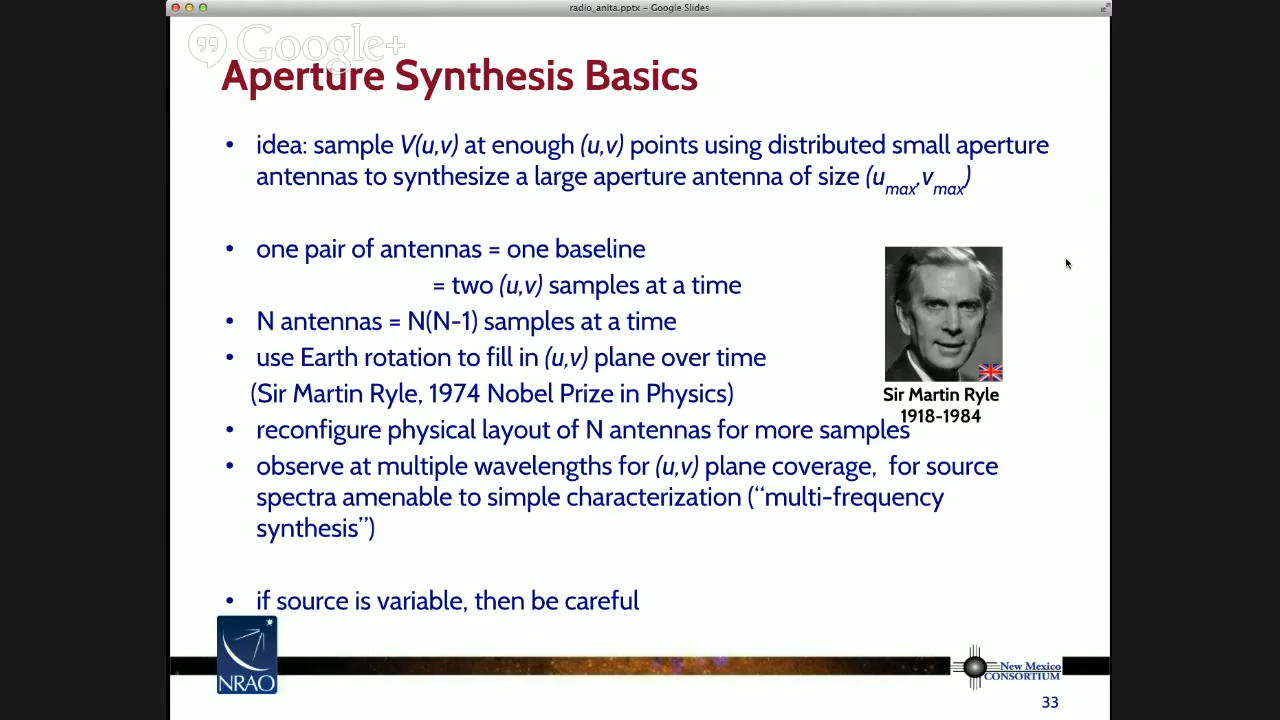 radio_anita.pptx - Google Slides
Google+
Aperture Synthesis Basics
• idea: sample V(u,v) at enough (u,v) points using distributed small aperture
antennas to synthesize a large aperture antenna of size (umax,vmax)
• one pair of antennas = one baseline
= two (u,v) samples at a time
• N antennas = N(N-1) samples at a time
• use Earth rotation to fill in (u,v) plane over time
(Sir Martin Ryle, 1974 Nobel Prize in Physics)
Sir Martin Ryle
1918-1984
• reconfigure physical layout of N antennas for more samples
• observe at multiple wavelengths for (u,v) plane coverage, for source
spectra amenable to simple characterization (“multi-frequency
synthesis”)
• if source is variable, then be careful
NRAO
New Mexico
CONSORTIUM
33